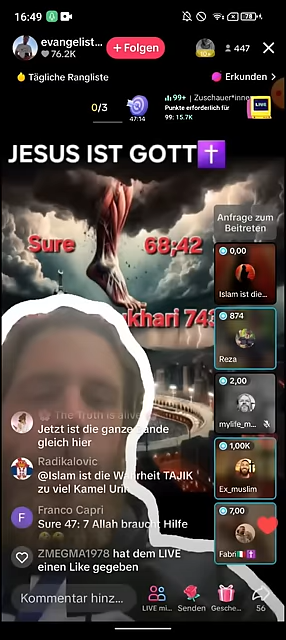 16:49
78
evangelist...
76.2K
+ Folgen
10+
447
Tägliche Rangliste
Erkunden >
0/3
47:14
99+ | Zuschauer*innen
Punkte erforderlich für
99: 15.7K
LIVE
JESUS IST GOTT✝️
Anfrage zum
Beitreten
Sure 68:42
0,00
Islam ist die...
khari 74
874
Reza
2,00
mylife_m...
The Truth is alive
Jetzt ist die ganze Bande
gleich hier
1,00K
Ex_muslim
Radikalovic
@Islam ist die Wahrheit TAJIK
zu viel Kamel Urin
Franco Capri
Sure 47: 7 Allah braucht Hilfe
7,00
Fabri🇮🇹✝️
ZMEGMA1978 hat dem LIVE
einen Like gegeben
Kommentar hinz...
LIVE mi...
Senden
Gesche...
56